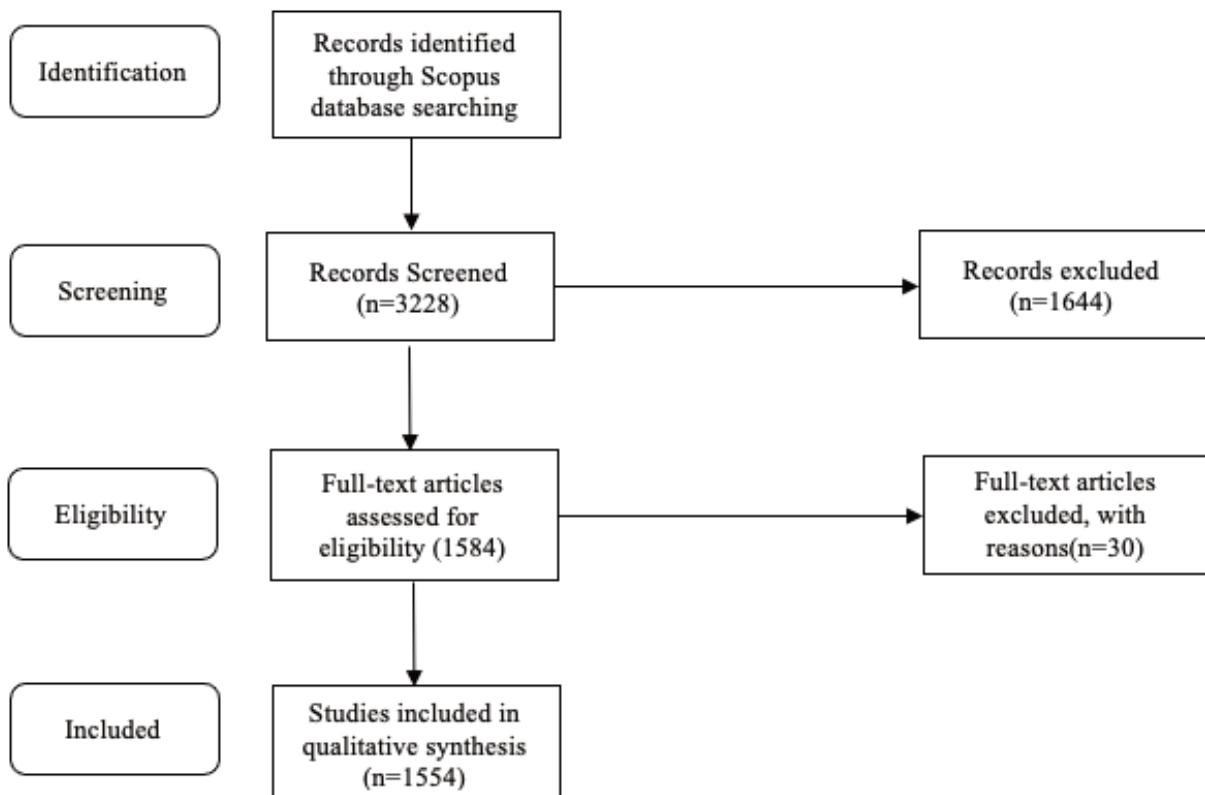 Identification
Records identified
through Scopus
database searching
Screening
Records Screened
(n=3228)
Records excluded
(n=1644)
Eligibility
Full-text articles
assessed for
eligibility (1584)
Full-text articles
excluded, with
reasons(n=30)
Included
Studies included in
qualitative synthesis
(n=1554)